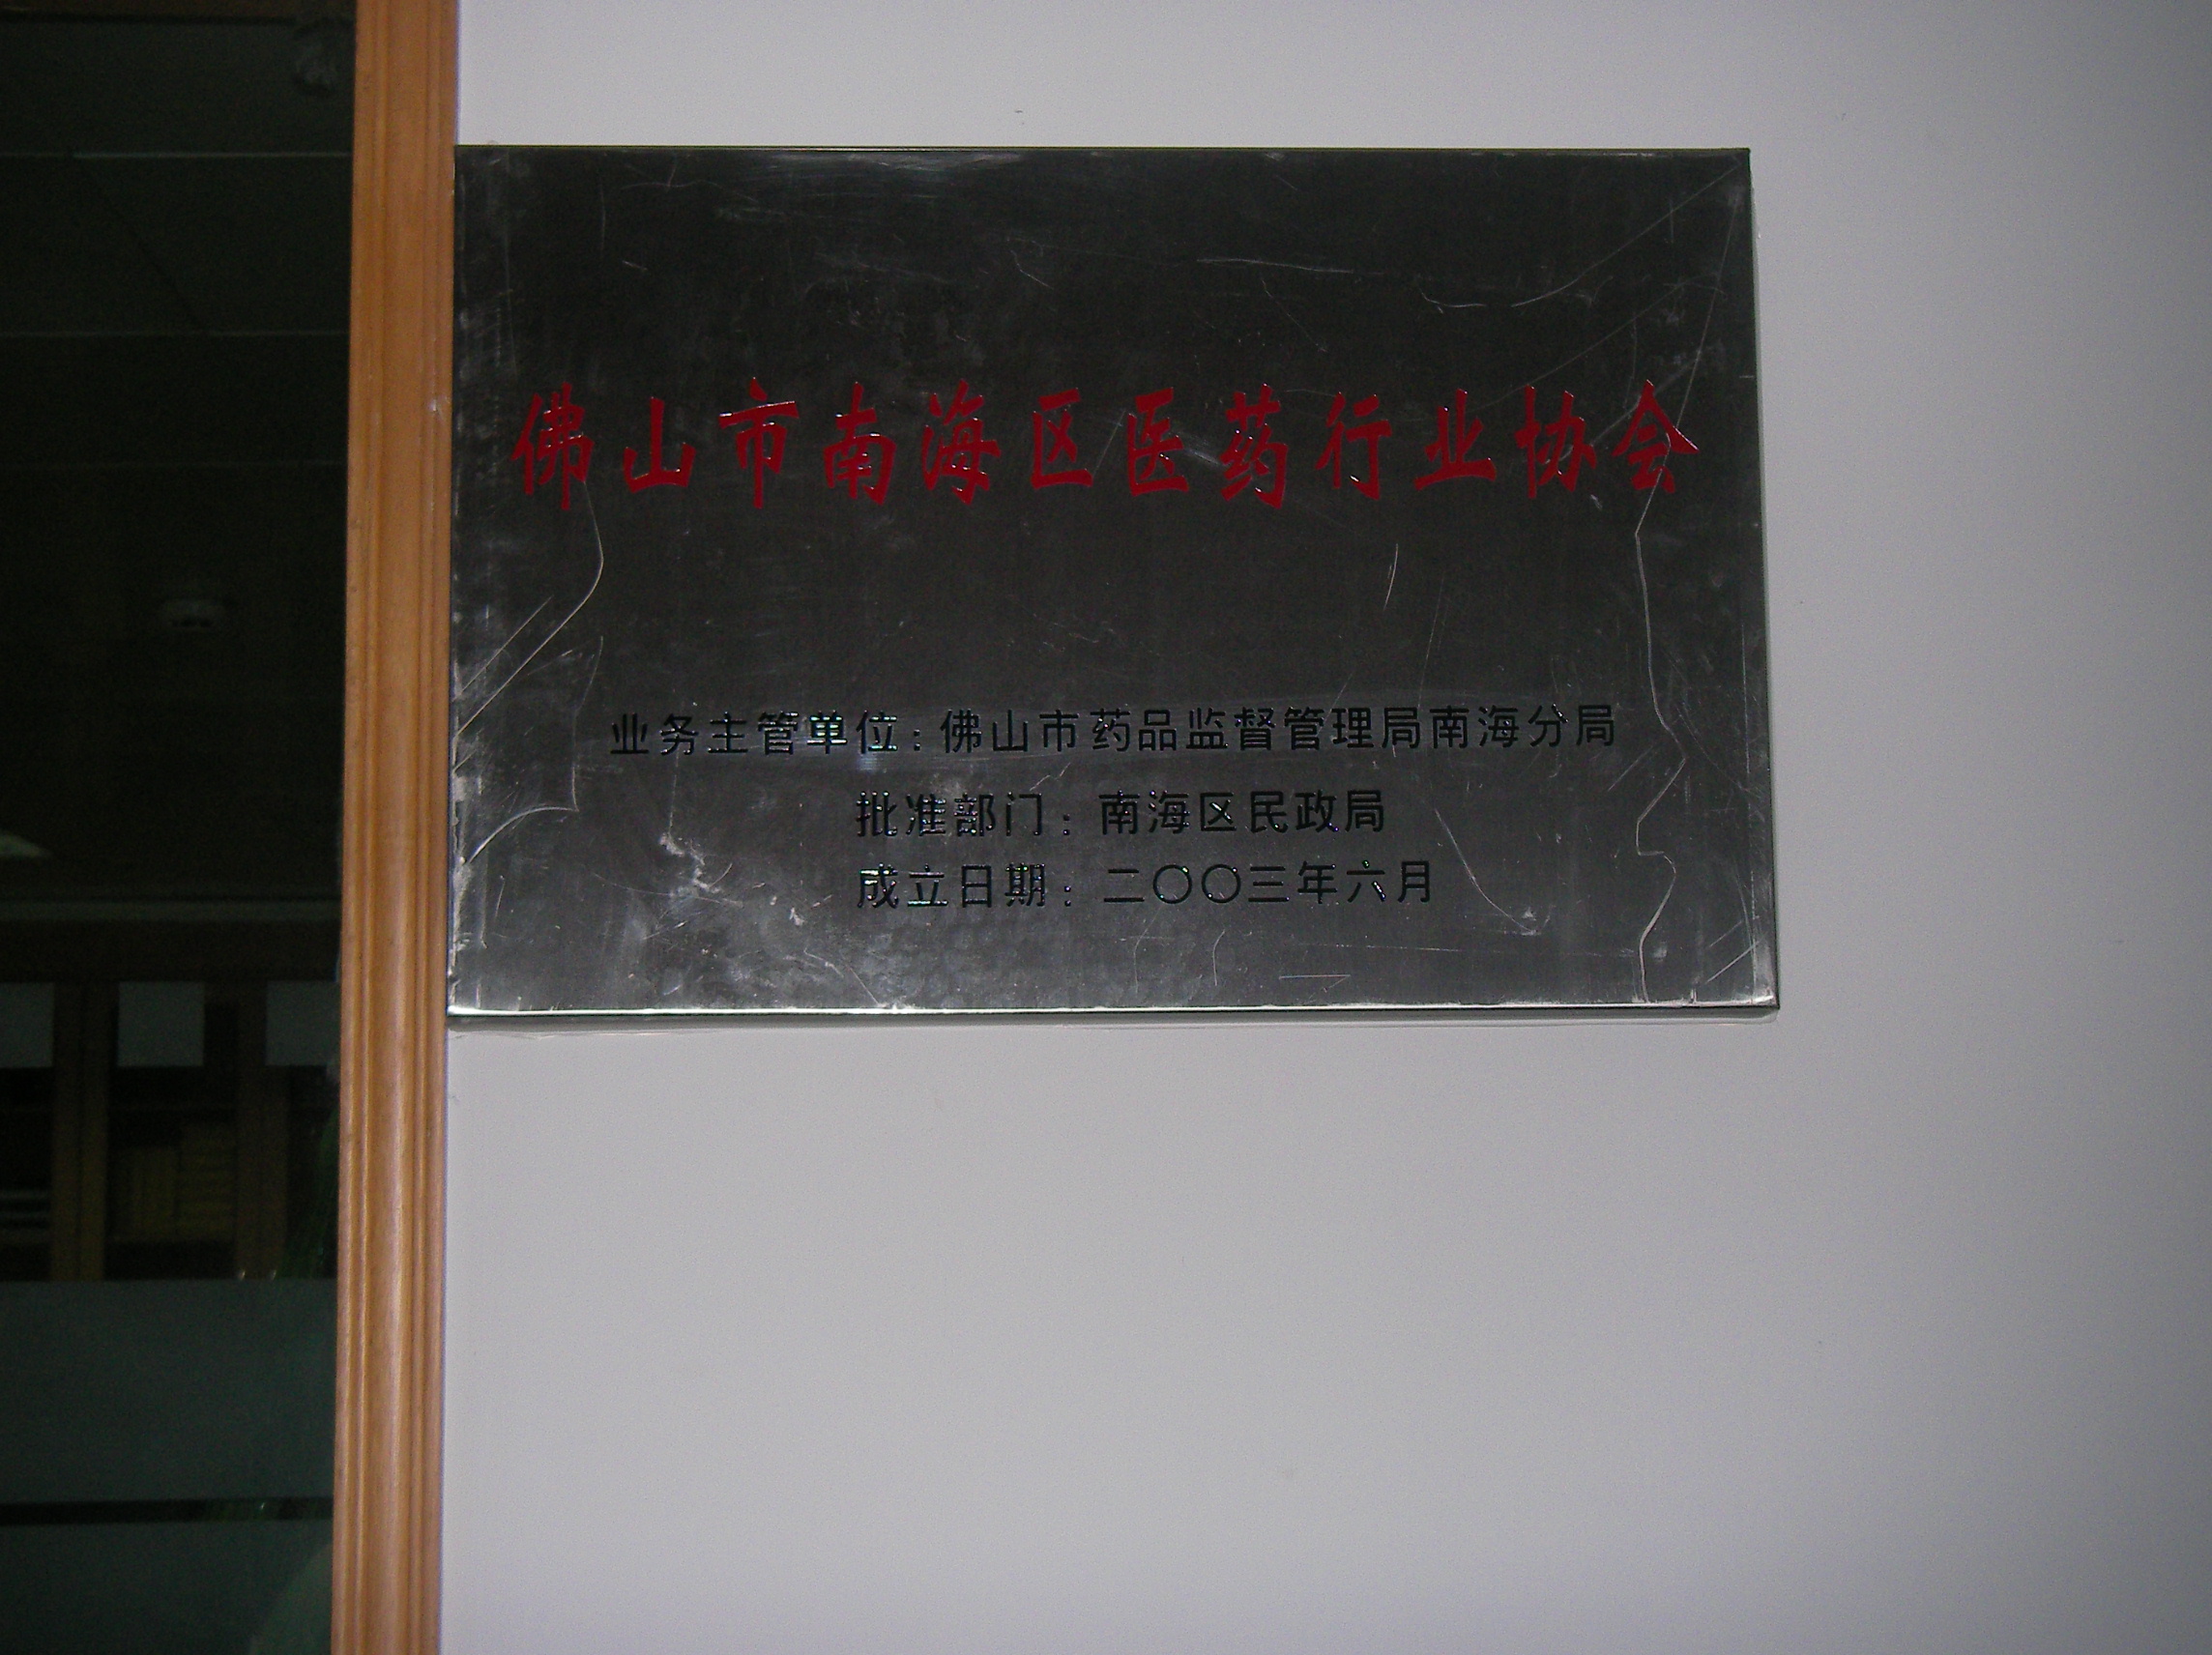 佛山市南海区医药行业协会
业务主管单位：佛山市药品监督管理局南海分局
批准部门：南海区民政局
成立日期：二〇〇三年六月